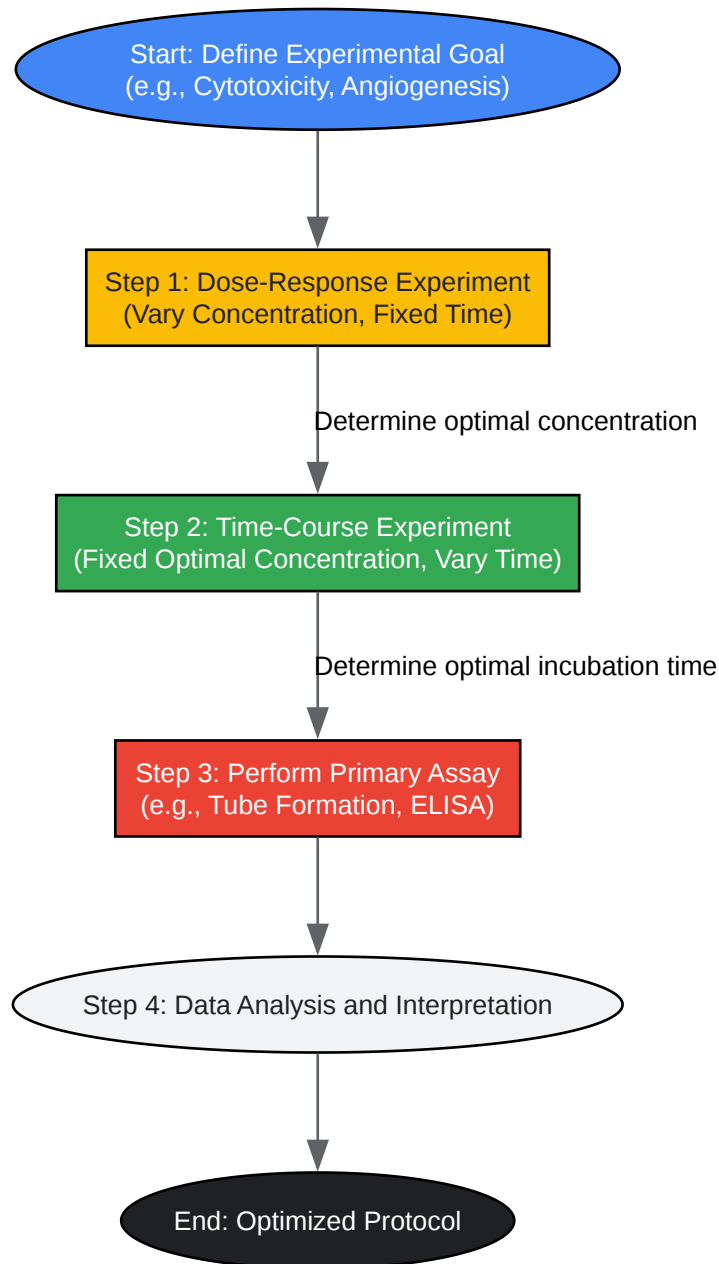 Start: Define Experimental Goal
(e.g., Cytotoxicity, Angiogenesis)
Step 1: Dose-Response Experiment
(Vary Concentration, Fixed Time)
Determine optimal concentration
Step 2: Time-Course Experiment
(Fixed Optimal Concentration, Vary Time)
Determine optimal incubation time
Step 3: Perform Primary Assay
(e.g., Tube Formation, ELISA)
Step 4: Data Analysis and Interpretation
End: Optimized Protocol